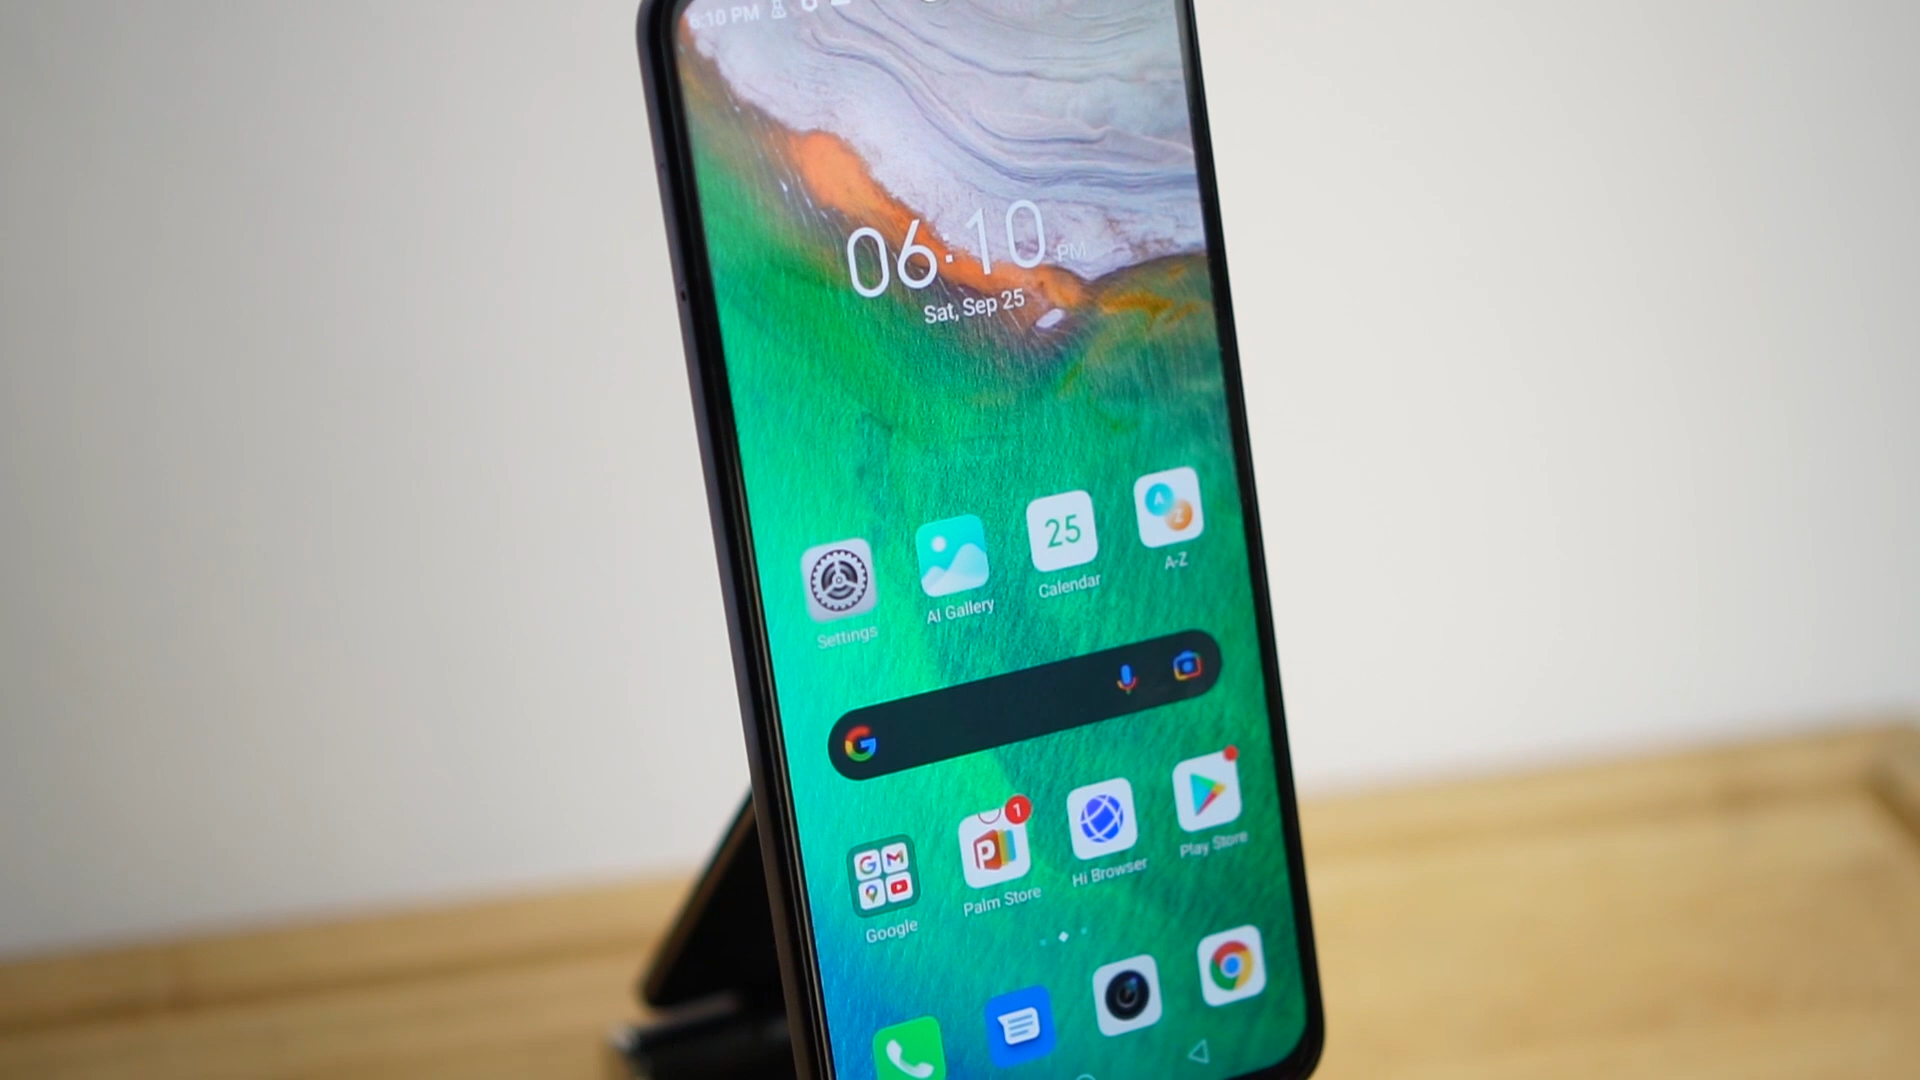 6:10 PM
06:10 PM
Sat, Sep 25
25
A Z
Settings
AI Gallery
Calendar
A-Z
G
1
G M
P
Google
Palm Store
Hi Browser
Play Store